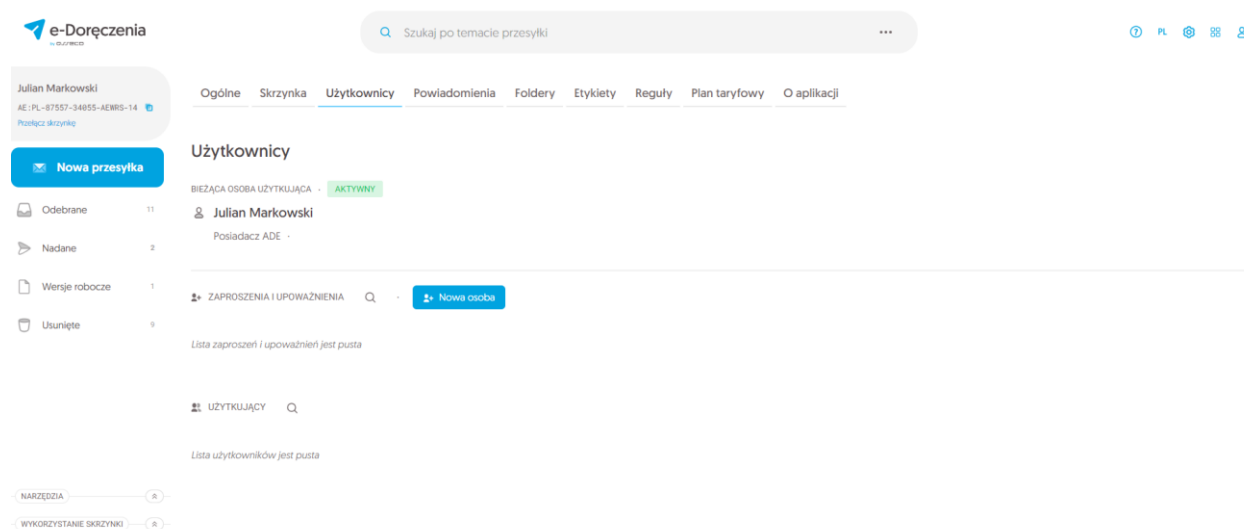 e-Doręczenia
by asseco
Szukaj po temacie przesyłki
PL
Julian Markowski
AE:PL-87557-34055-AEWRS-14
Przełącz skrzynkę
Ogólne Skrzynka Użytkownicy Powiadomienia Foldery Etykiety Reguły Plan taryfowy O aplikacji
Nowa przesyłka
Odebrane 11
Nadane 2
Wersje robocze 1
Usunięte 9
Użytkownicy
BIEŻĄCA OSOBA UŻYTKUJĄCA · AKTYWNY
Julian Markowski
Posiadacz ADE ·
ZAPROSZENIA I UPOWAŻNIENIA · Nowa osoba
Lista zaproszeń i upoważnień jest pusta
UŻYTKUJĄCY
Lista użytkowników jest pusta
NARZĘDZIA
WYKORZYSTANIE SKRZYNKI